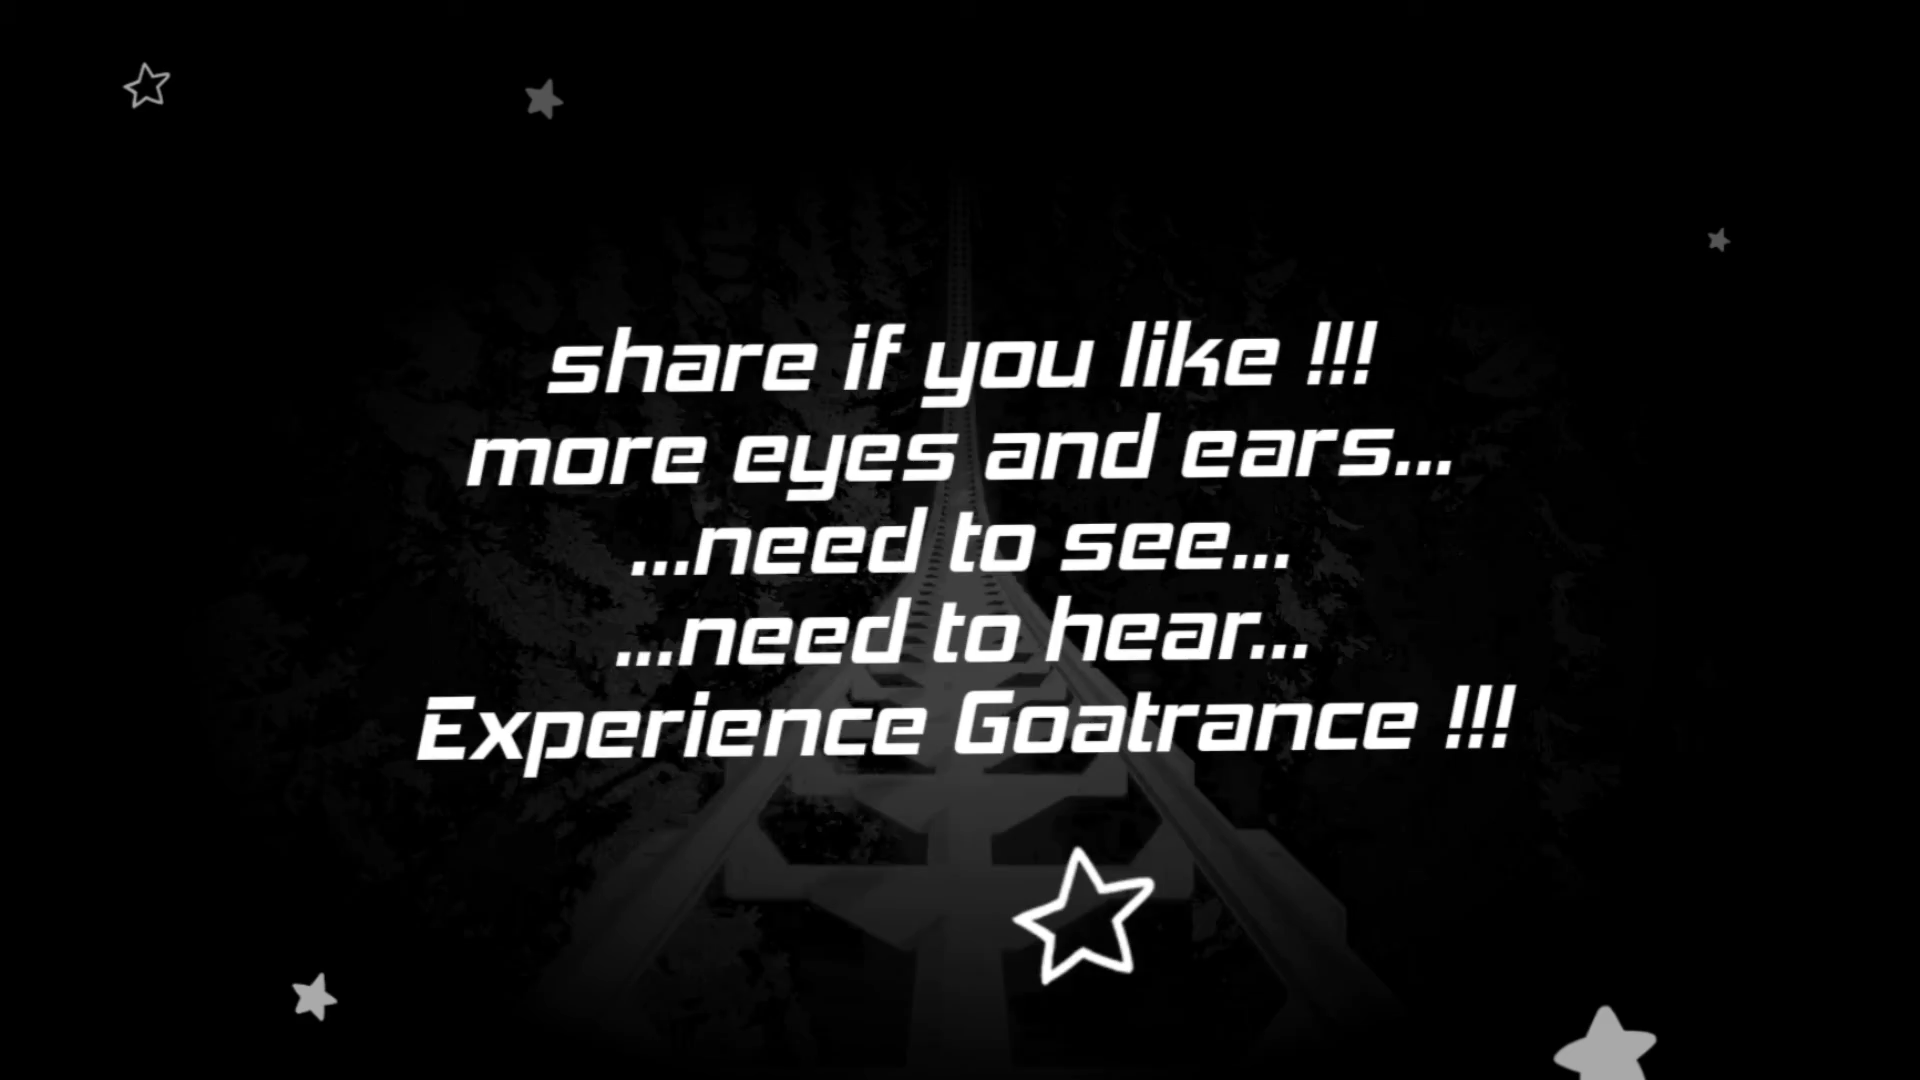 share if you like !!!
more eyes and ears...
...need to see...
...need to hear...
Experience Goatrance !!!